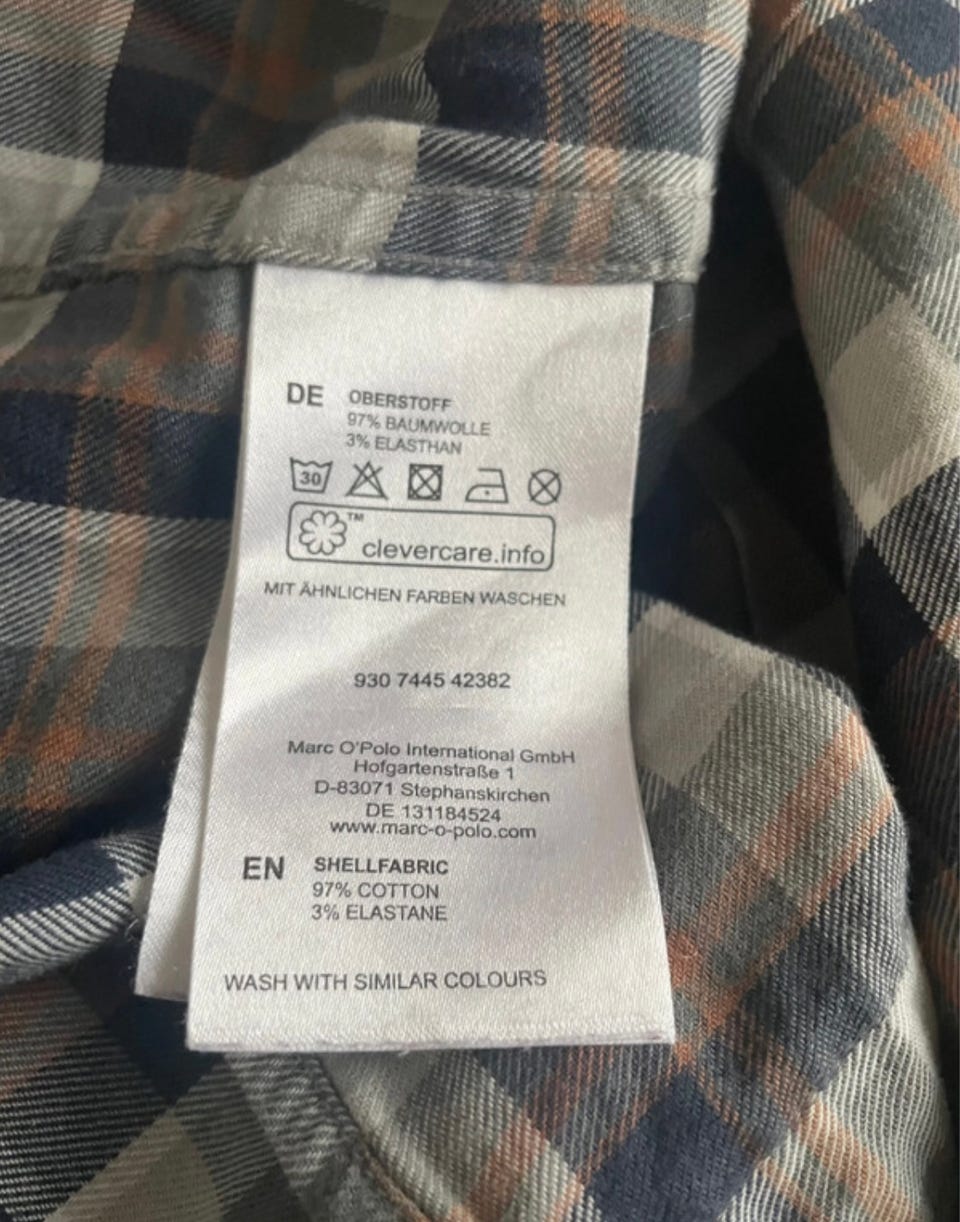 DE OBERSTOFF
97% BAUMWOLLE
3% ELASTHAN
30
™ clevercare.info
MIT ÄHNLICHEN FARBEN WASCHEN
930 7445 42382
Marc O'Polo International GmbH
Hofgartenstraße 1
D-83071 Stephanskirchen
DE 131184524
www.marc-o-polo.com
EN SHELLFABRIC
97% COTTON
3% ELASTANE
WASH WITH SIMILAR COLOURS